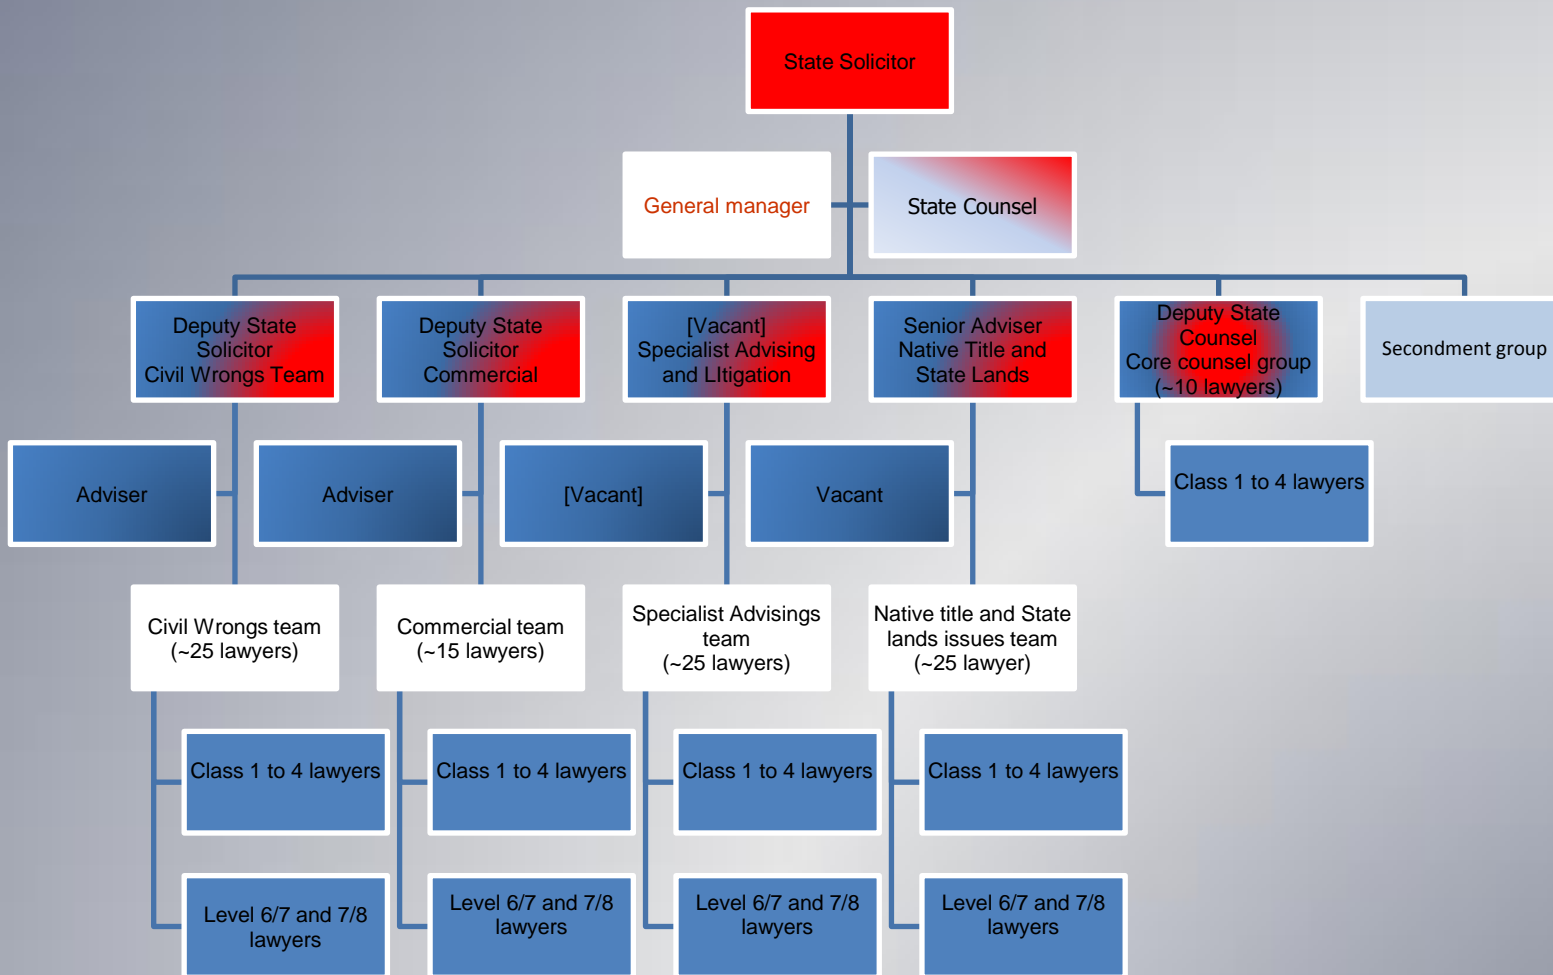 State Solicitor
General manager
State Counsel
Deputy State
Solicitor
Civil Wrongs Team
Deputy State
Solicitor
Commercial
[Vacant]
Specialist Advising
and LItigation
Senior Adviser
Native Title and
State Lands
Deputy State
Counsel
Core counsel group
(~10 lawyers)
Secondment group
Adviser
Adviser
[Vacant]
Vacant
Class 1 to 4 lawyers
Civil Wrongs team
(~25 lawyers)
Commercial team
(~15 lawyers)
Specialist Advisings
team
(~25 lawyers)
Native title and State
lands issues team
(~25 lawyer)
Class 1 to 4 lawyers
Class 1 to 4 lawyers
Class 1 to 4 lawyers
Class 1 to 4 lawyers
Level 6/7 and 7/8
lawyers
Level 6/7 and 7/8
lawyers
Level 6/7 and 7/8
lawyers
Level 6/7 and 7/8
lawyers